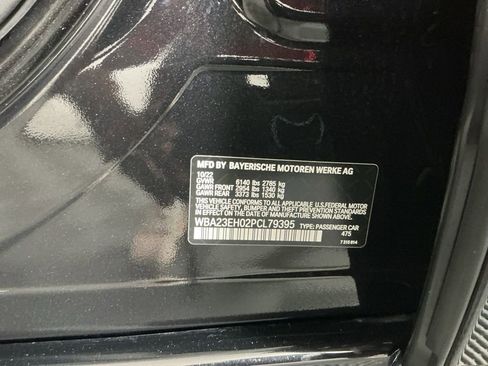 MFD BY BAYERISCHE MOTOREN WERKE AG
10/22
GVWR 6140 lbs 2785 kg
GAWR FRONT 2954 lbs 1340 kg
GAWR REAR 3373 lbs 1530 kg
THIS VEHICLE CONFORMS TO ALL APPLICABLE U.S.FEDERAL MOTOR
VEHICLE SAFETY, BUMPER AND THEFT PREVENTION STANDARDS IN
EFFECT ON THE DATE OF MANUFACTURE SHOWN ABOVE.
WBA23EH02PCL79395 TYPE: PASSENGER CAR
475